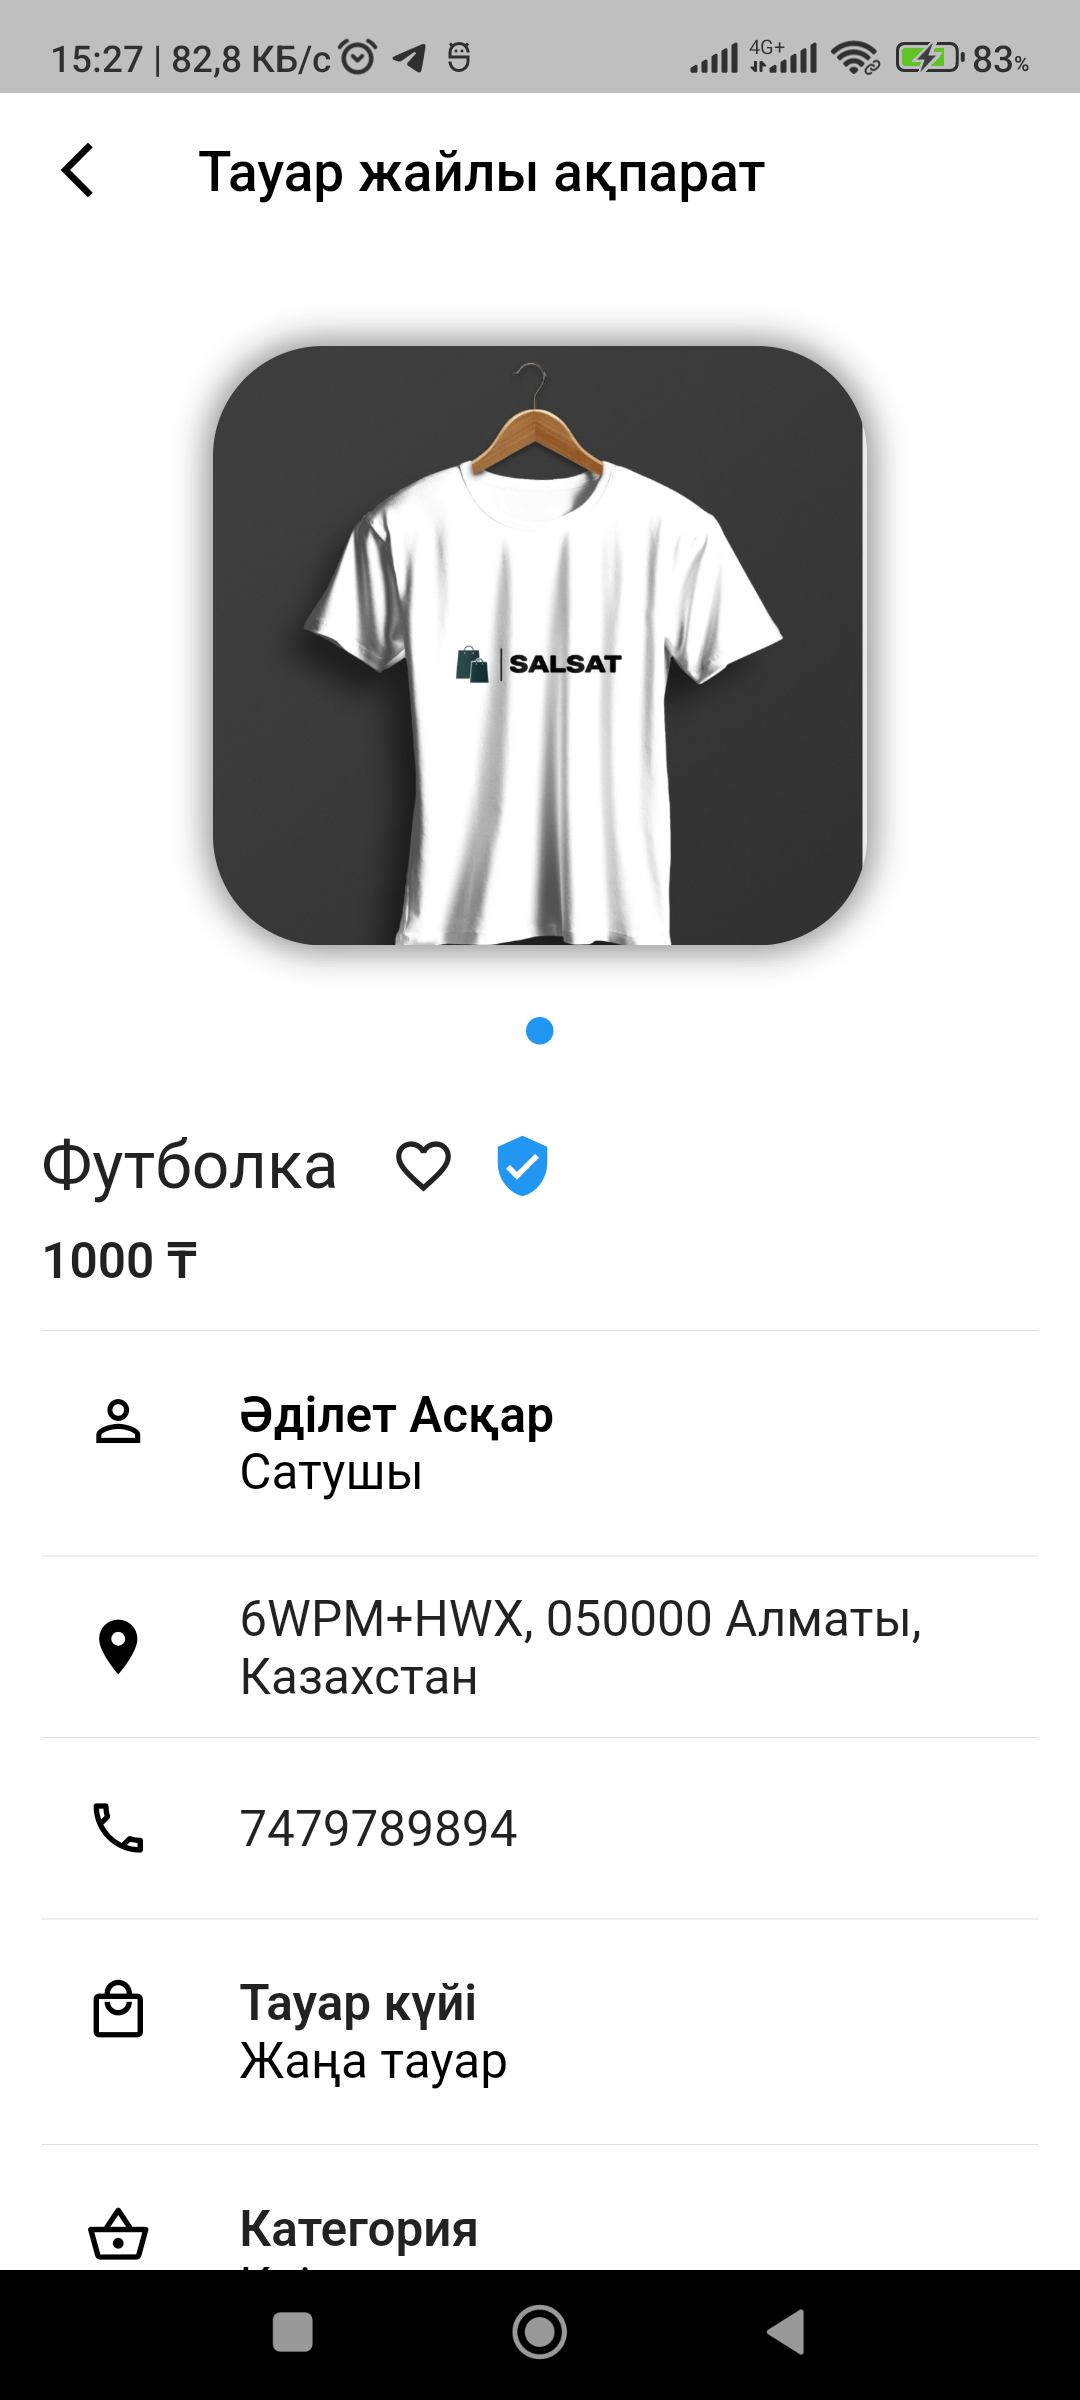 15:27 | 82,8 КБ/с 4G+ 83%
Тауар жайлы ақпарат
SALSAT
Футболка
1000 ₸
Әділет Асқар
Сатушы
6WPM+HWX, 050000 Алматы,
Казахстан
7479789894
Тауар күйі
Жаңа тауар
Категория